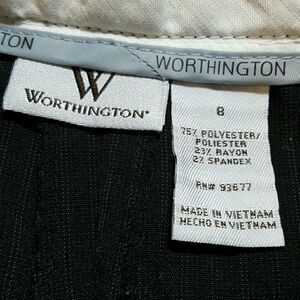 TON
WORTHINGTON
W
WORTHINGTON
8
75% POLYESTER/
POLIESTER
23% RAYON
2% SPANDEX
RN# 93677
MADE IN VIETNAM
HECHO EN VIETNAM